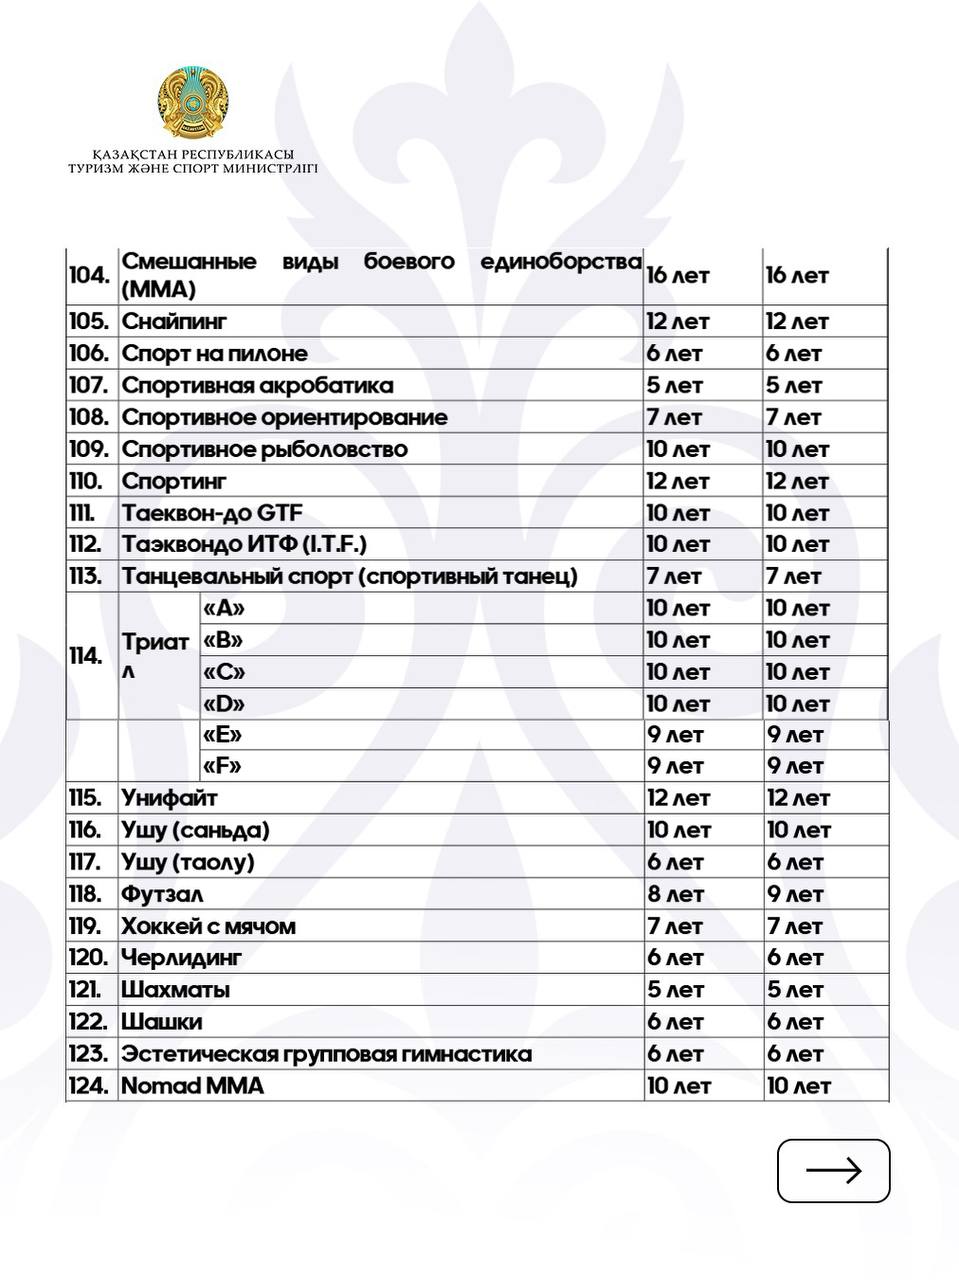 ҚАЗАҚСТАН РЕСПУБЛИКАСЫ
ТУРИЗМ ЖӘНЕ СПОРТ МИНИСТРЛІГІ
104. Смешанные виды боевого единоборства (ММА) 16 лет 16 лет
105. Снайпинг 12 лет 12 лет
106. Спорт на пилоне 6 лет 6 лет
107. Спортивная акробатика 5 лет 5 лет
108. Спортивное ориентирование 7 лет 7 лет
109. Спортивное рыболовство 10 лет 10 лет
110. Спортинг 12 лет 12 лет
111. Таеквон-до GTF 10 лет 10 лет
112. Таэквондо ИТФ (I.T.F.) 10 лет 10 лет
113. Танцевальный спорт (спортивный танец) 7 лет 7 лет
114. Триатл «A» 10 лет 10 лет
«B» 10 лет 10 лет
«C» 10 лет 10 лет
«D» 10 лет 10 лет
«E» 9 лет 9 лет
«F» 9 лет 9 лет
115. Унифайт 12 лет 12 лет
116. Ушу (саньда) 10 лет 10 лет
117. Ушу (таолу) 6 лет 6 лет
118. Футзал 8 лет 9 лет
119. Хоккей с мячом 7 лет 7 лет
120. Черлидинг 6 лет 6 лет
121. Шахматы 5 лет 5 лет
122. Шашки 6 лет 6 лет
123. Эстетическая групповая гимнастика 6 лет 6 лет
124. Nomad MMA 10 лет 10 лет